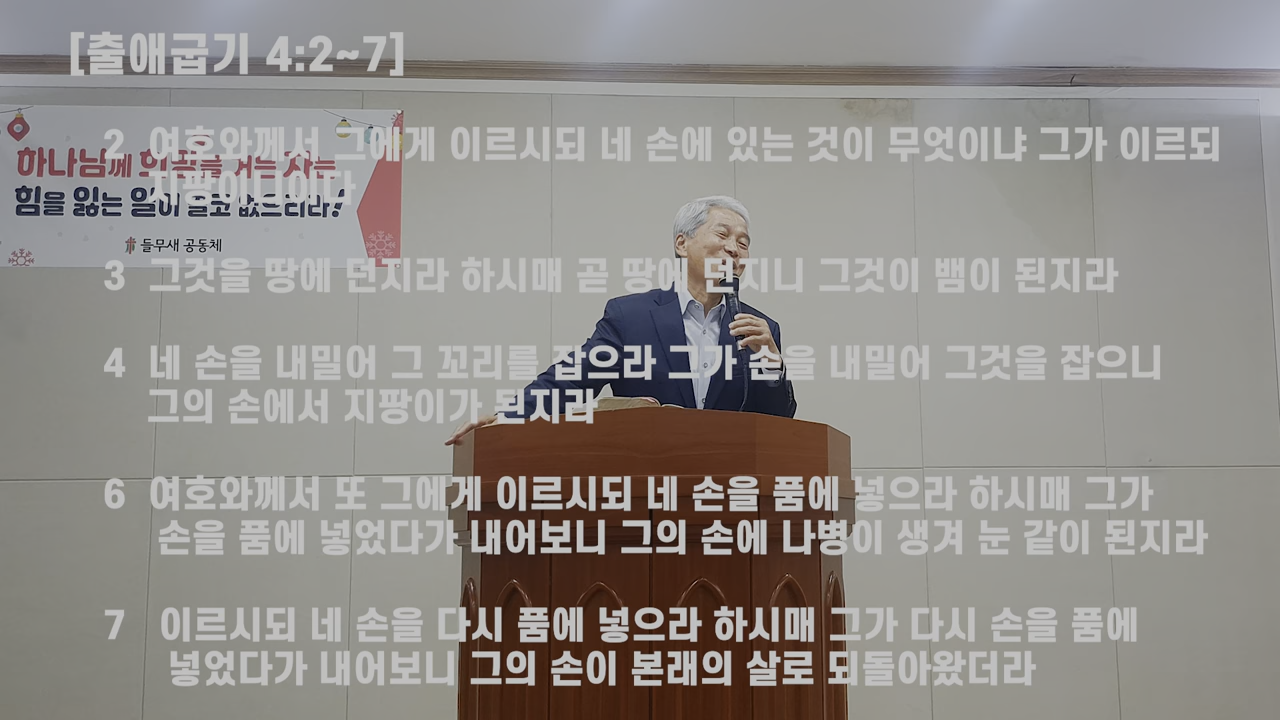 [출애굽기 4:2~7]
2 여호와께서 그에게 이르시되 네 손에 있는 것이 무엇이냐 그가 이르되
지팡이니이다
하나님께 희망을 거는 자는
힘을 잃는 일이 결코 없으리라!
들무새 공동체
3 그것을 땅에 던지라 하시매 곧 땅에 던지니 그것이 뱀이 된지라
4 네 손을 내밀어 그 꼬리를 잡으라 그가 손을 내밀어 그것을 잡으니
그의 손에서 지팡이가 된지라
6 여호와께서 또 그에게 이르시되 네 손을 품에 넣으라 하시매 그가
손을 품에 넣었다가 내어보니 그의 손에 나병이 생겨 눈 같이 된지라
7 이르시되 네 손을 다시 품에 넣으라 하시매 그가 다시 손을 품에
넣었다가 내어보니 그의 손이 본래의 살로 되돌아왔더라